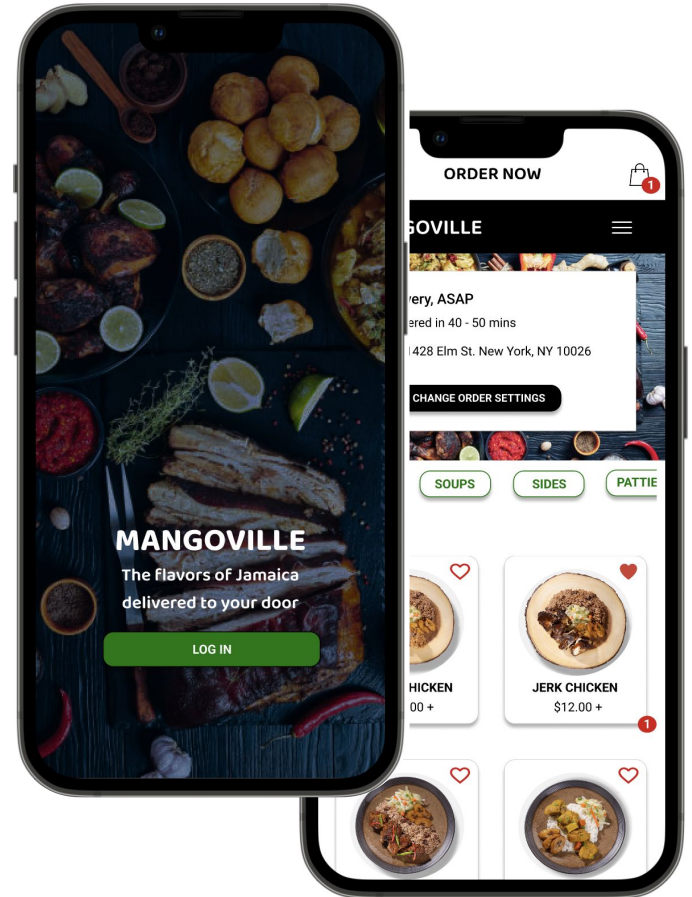 MANGOVILLE
The flavors of Jamaica
delivered to your door
LOG IN
ORDER NOW
1
GOVILLE
very, ASAP
ered in 40 - 50 mins
1428 Elm St. New York, NY 10026
CHANGE ORDER SETTINGS
SOUPS
SIDES
PATTIE
HICKEN
00 +
JERK CHICKEN
$12.00 +
1